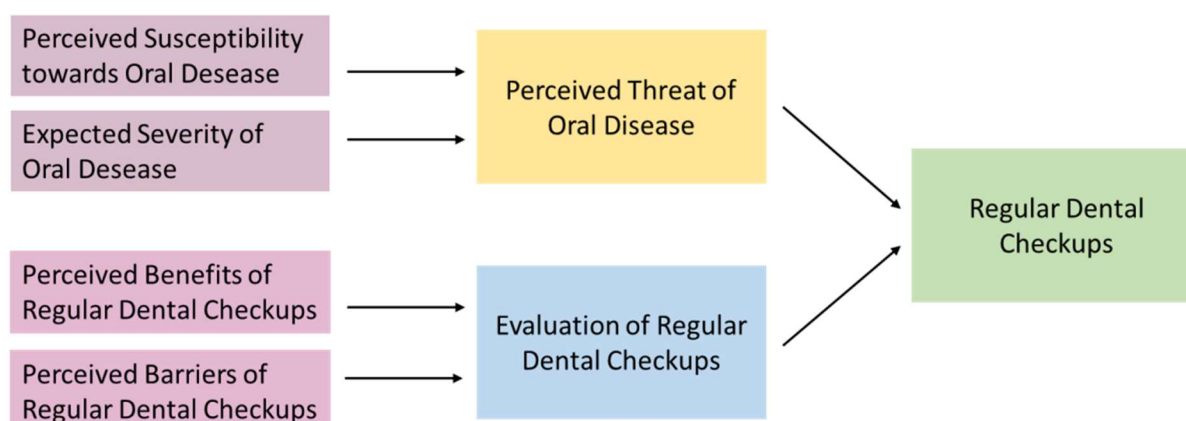 Perceived Susceptibility
towards Oral Desease
Expected Severity of
Oral Desease
Perceived Threat of
Oral Disease
Perceived Benefits of
Regular Dental Checkups
Perceived Barriers of
Regular Dental Checkups
Evaluation of Regular
Dental Checkups
Regular Dental
Checkups